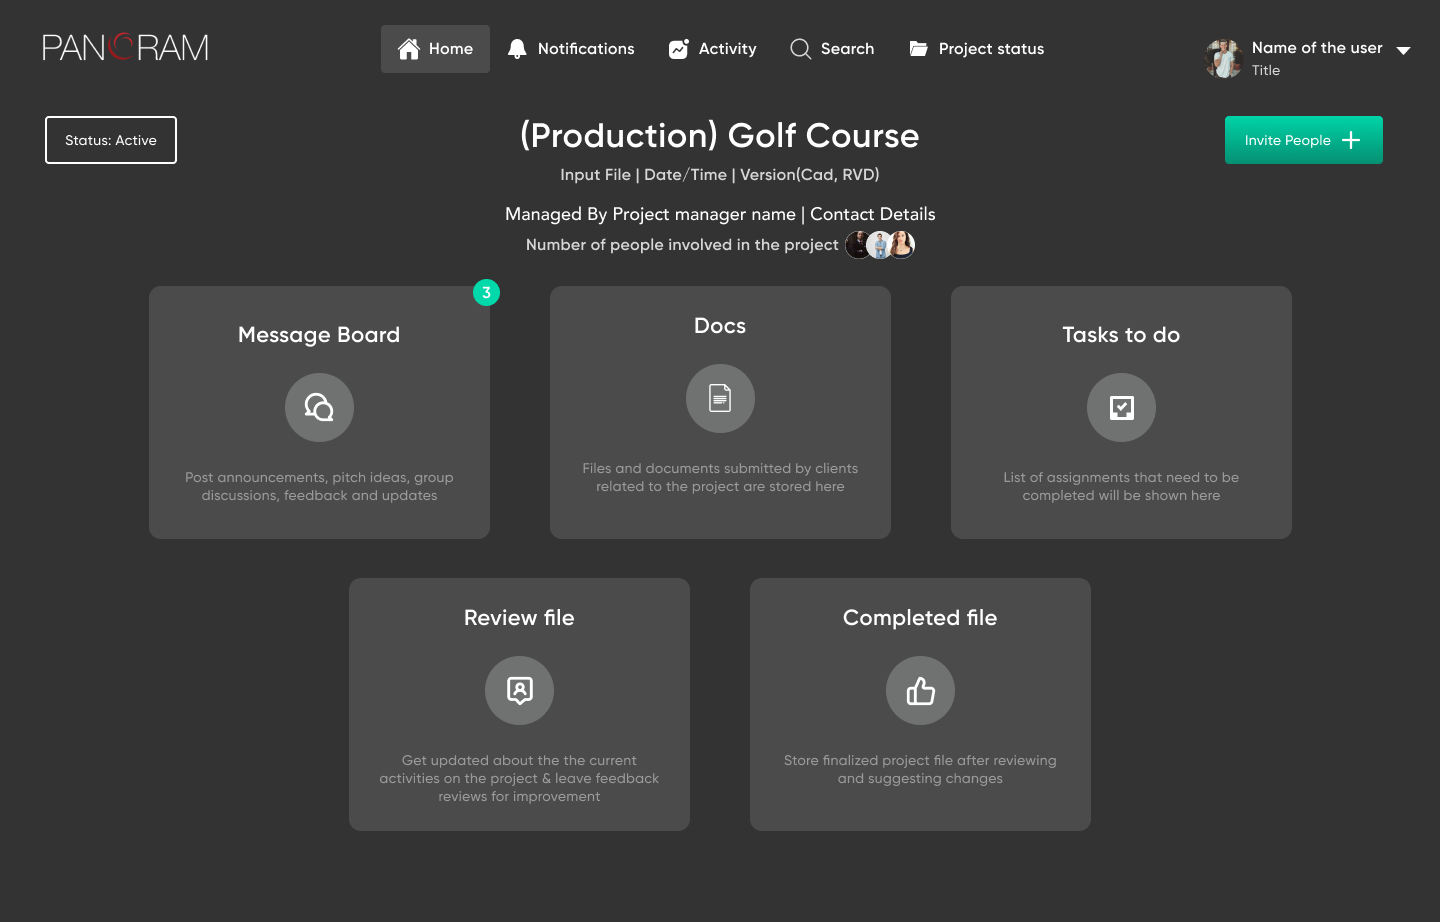 PANORAM
Home
Notifications
Activity
Search
Project status
Name of the user
Title
Status: Active
(Production) Golf Course
Invite People
Input File | Date/Time | Version(Cad, RVD)
Managed By Project manager name | Contact Details
Number of people involved in the project
3
Message Board
Post announcements, pitch ideas, group
discussions, feedback and updates
Docs
Files and documents submitted by clients
related to the project are stored here
Tasks to do
List of assignments that need to be
completed will be shown here
Review file
Get updated about the the current
activities on the project & leave feedback
reviews for improvement
Completed file
Store finalized project file after reviewing
and suggesting changes